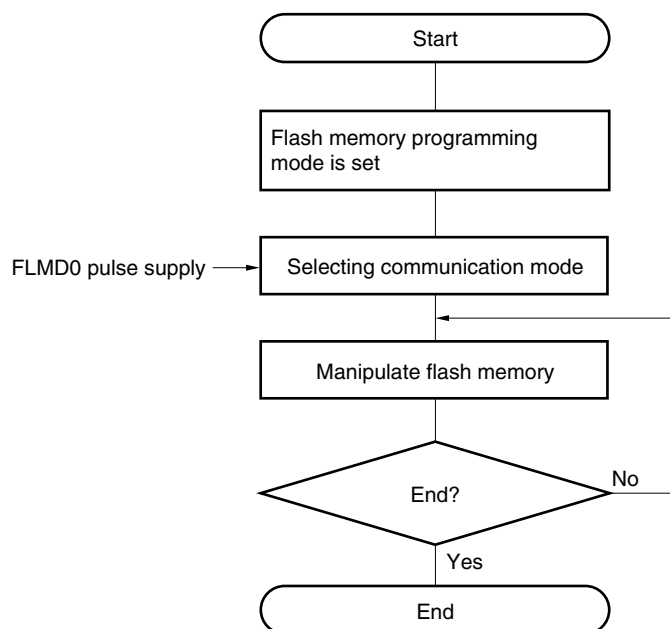 Start
Flash memory programming
mode is set
FLMD0 pulse supply
Selecting communication mode
Manipulate flash memory
End?
No
Yes
End